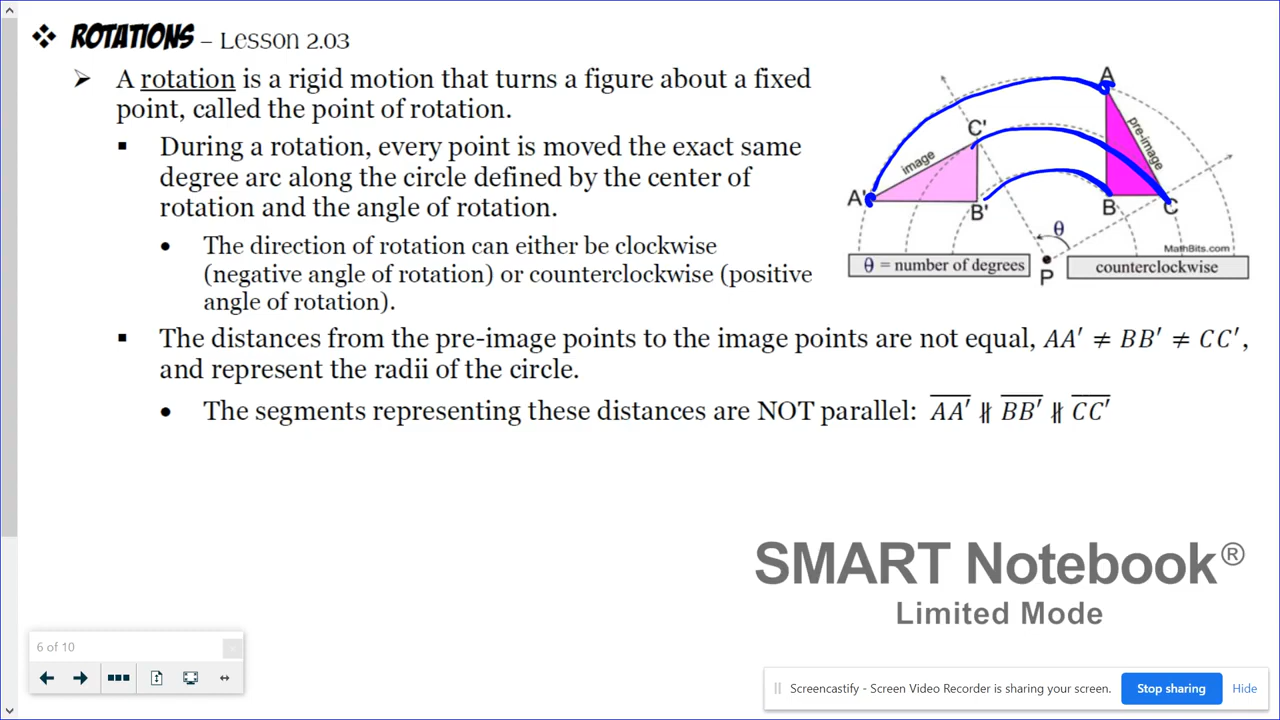 ❖ ROTATIONS – Lesson 2.03
➢ A rotation is a rigid motion that turns a figure about a fixed
point, called the point of rotation.
▪ During a rotation, every point is moved the exact same
degree arc along the circle defined by the center of
rotation and the angle of rotation.
• The direction of rotation can either be clockwise
(negative angle of rotation) or counterclockwise (positive
angle of rotation).
▪ The distances from the pre-image points to the image points are not equal, AA′ ≠ BB′ ≠ CC′,
and represent the radii of the circle.
• The segments representing these distances are NOT parallel: A̅A̅′̅ ∦ B̅B̅′̅ ∦ C̅C̅′̅
A
C'
pre-image
image
A'
B'
B
C
θ
MathBits.com
θ = number of degrees
P
counterclockwise
SMART Notebook®
Limited Mode
6 of 10
Screencastify - Screen Video Recorder is sharing your screen.
Stop sharing
Hide